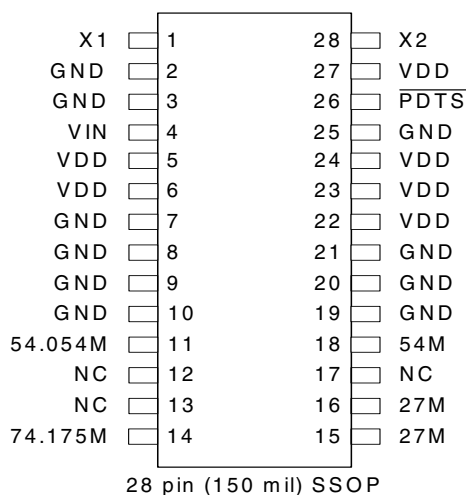 X1 1 28 X2
GND 2 27 VDD
GND 3 26 PDTS
VIN 4 25 GND
VDD 5 24 VDD
VDD 6 23 VDD
GND 7 22 VDD
GND 8 21 GND
GND 9 20 GND
GND 10 19 GND
54.054M 11 18 54M
NC 12 17 NC
NC 13 16 27M
74.175M 14 15 27M
28 pin (150 mil) SSOP